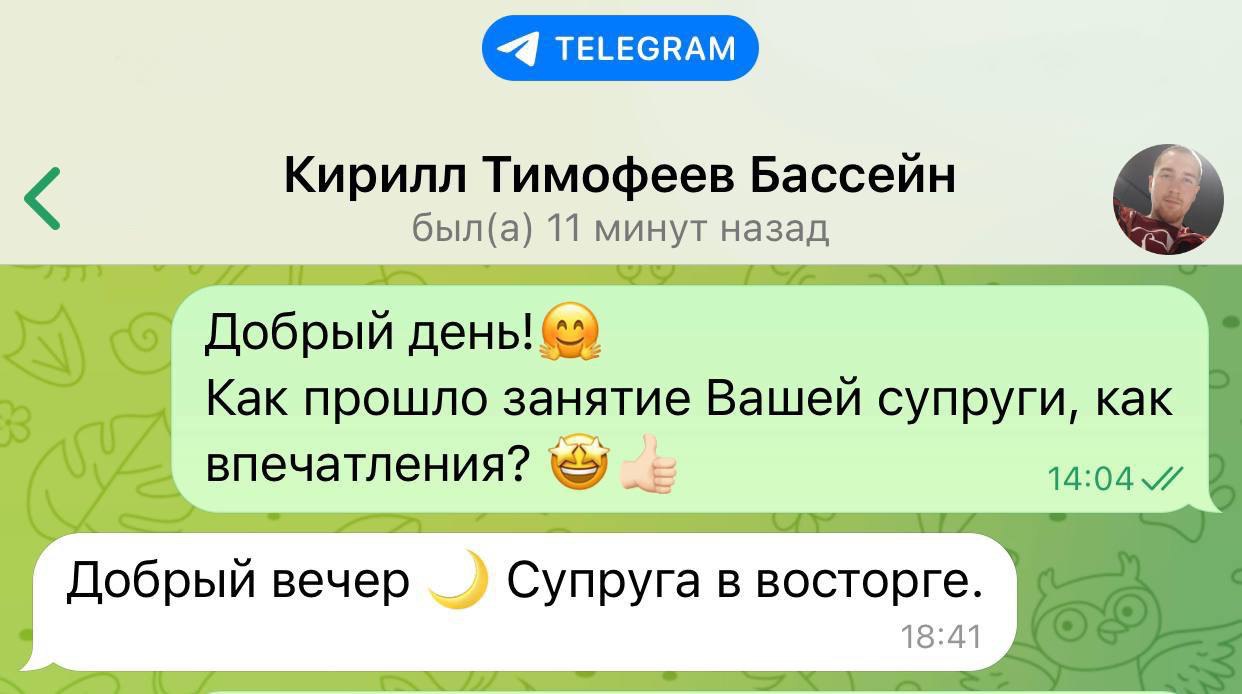 TELEGRAM
Кирилл Тимофеев Бассейн
был(а) 11 минут назад
Добрый день!🤗
Как прошло занятие Вашей супруги, как
впечатления? 🤩👍🏻
14:04
Добрый вечер 🌙 Супруга в восторге.
18:41